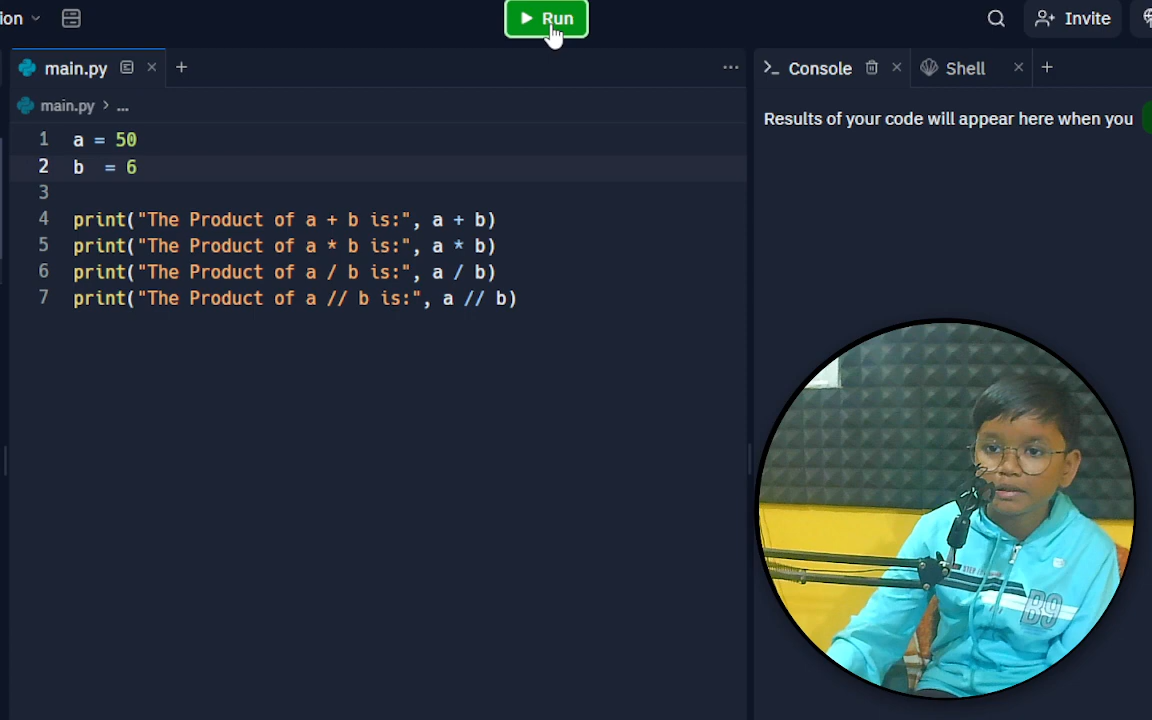 ion
Run
Invite
main.py
Console
Shell
main.py > ...
Results of your code will appear here when you
1 a = 50
2 b  = 6
3
4 print("The Product of a + b is:", a + b)
5 print("The Product of a * b is:", a * b)
6 print("The Product of a / b is:", a / b)
7 print("The Product of a // b is:", a // b)
B9